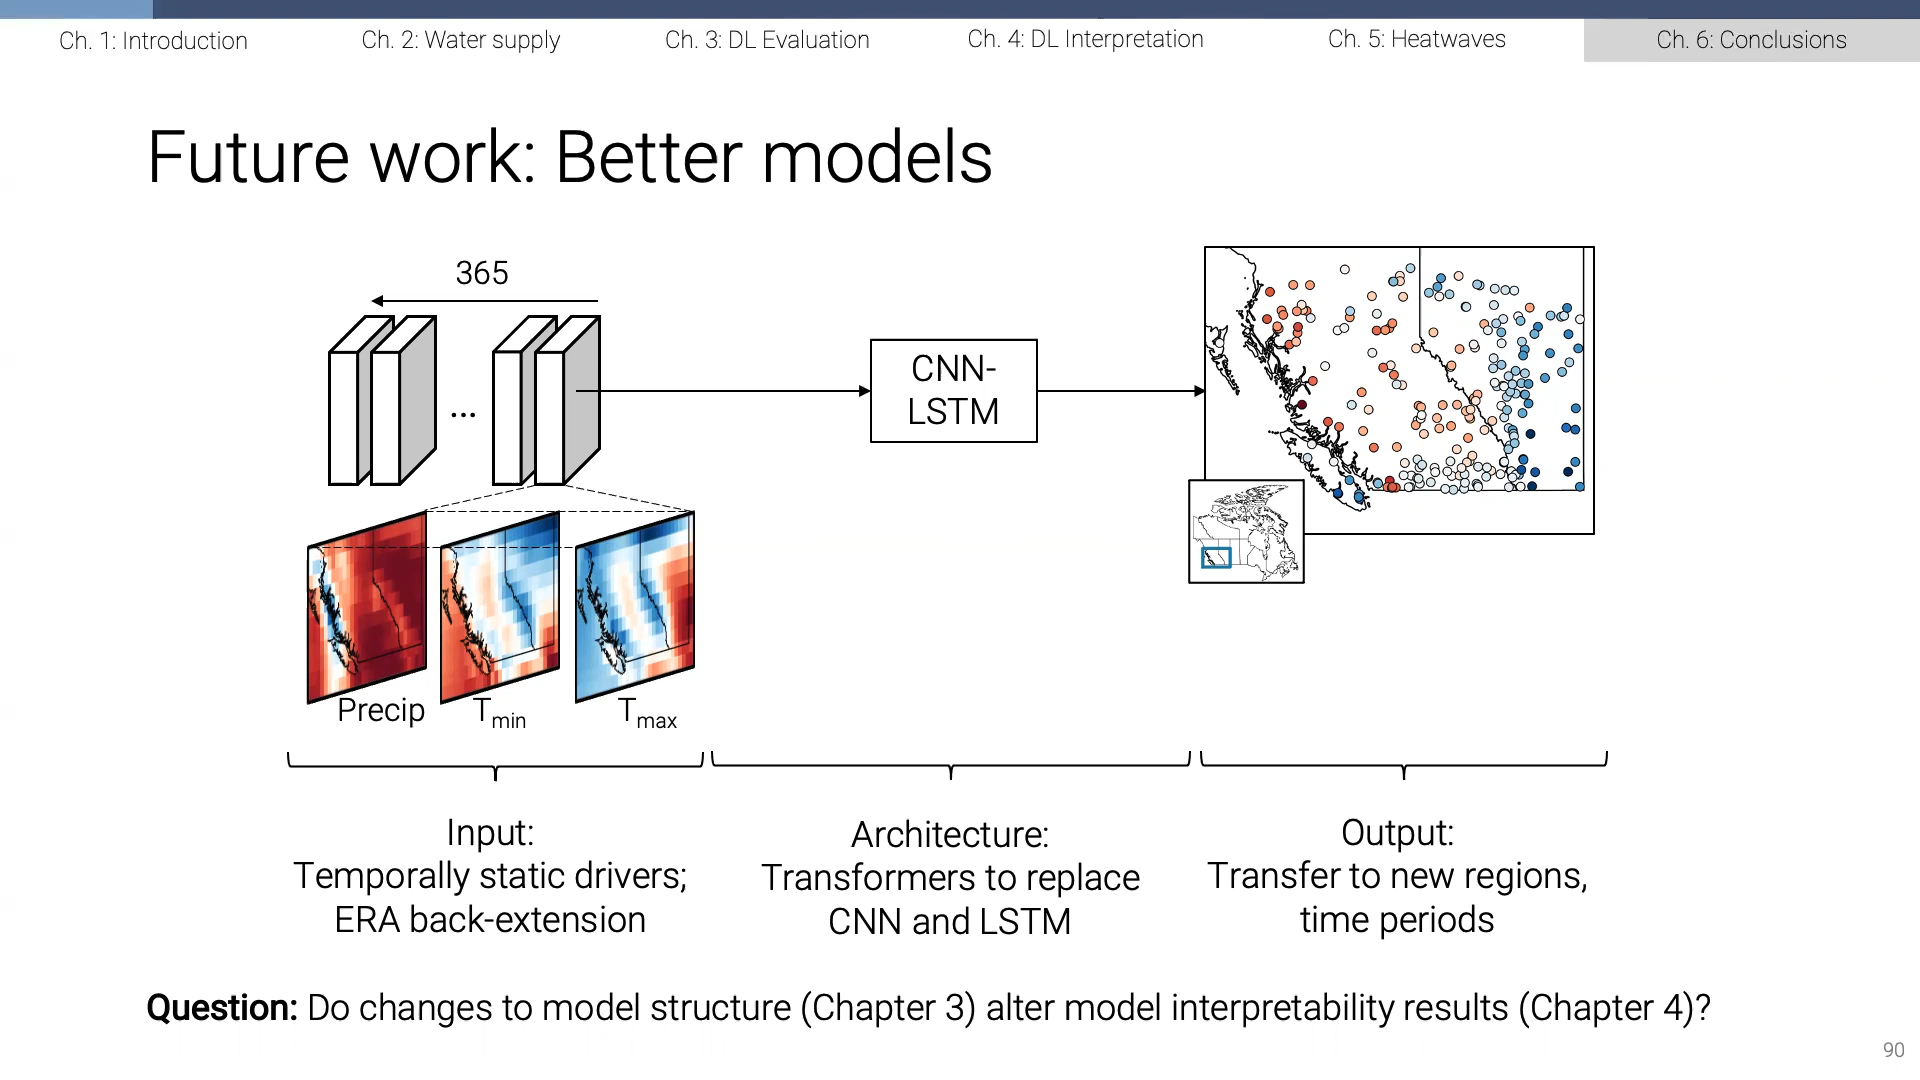 Ch. 1: Introduction
Ch. 2: Water supply
Ch. 3: DL Evaluation
Ch. 4: DL Interpretation
Ch. 5: Heatwaves
Ch. 6: Conclusions
Future work: Better models
365
...
CNN-
LSTM
Precip
Tmin
Tmax
Input:
Temporally static drivers;
ERA back-extension
Architecture:
Transformers to replace
CNN and LSTM
Output:
Transfer to new regions,
time periods
Question: Do changes to model structure (Chapter 3) alter model interpretability results (Chapter 4)?
90